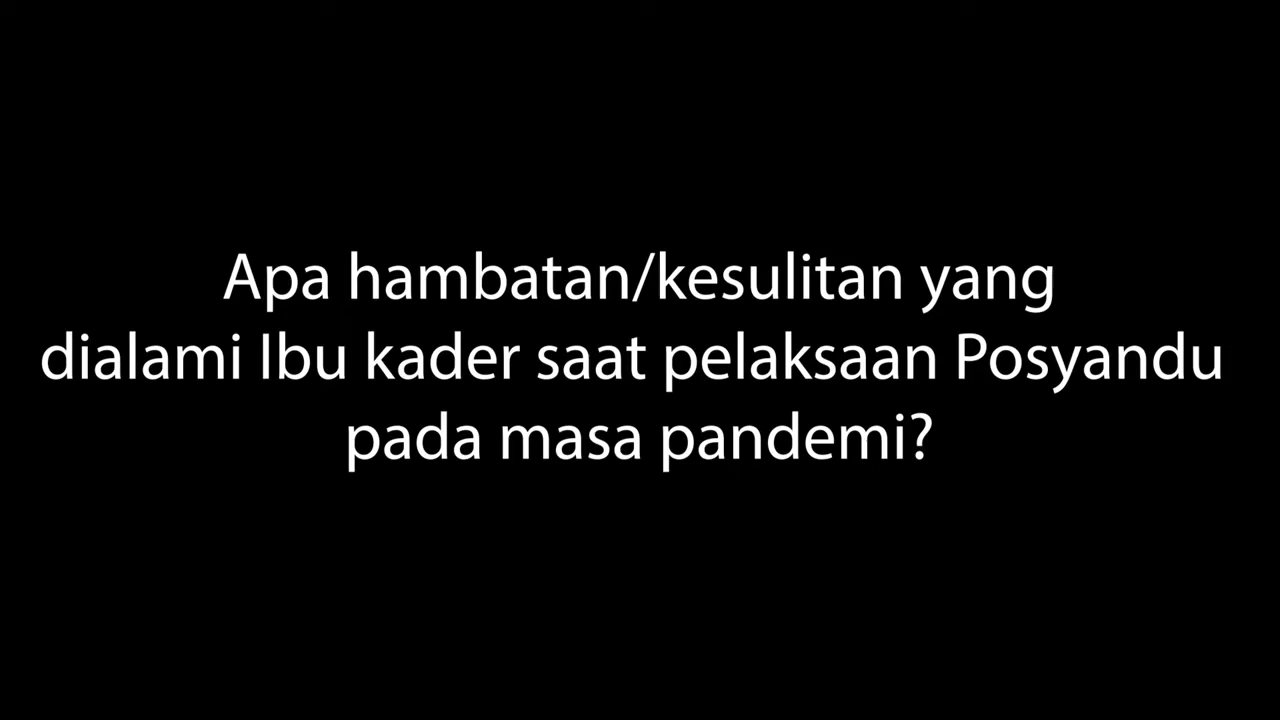 Apa hambatan/kesulitan yang
dialami Ibu kader saat pelaksaan Posyandu
pada masa pandemi?